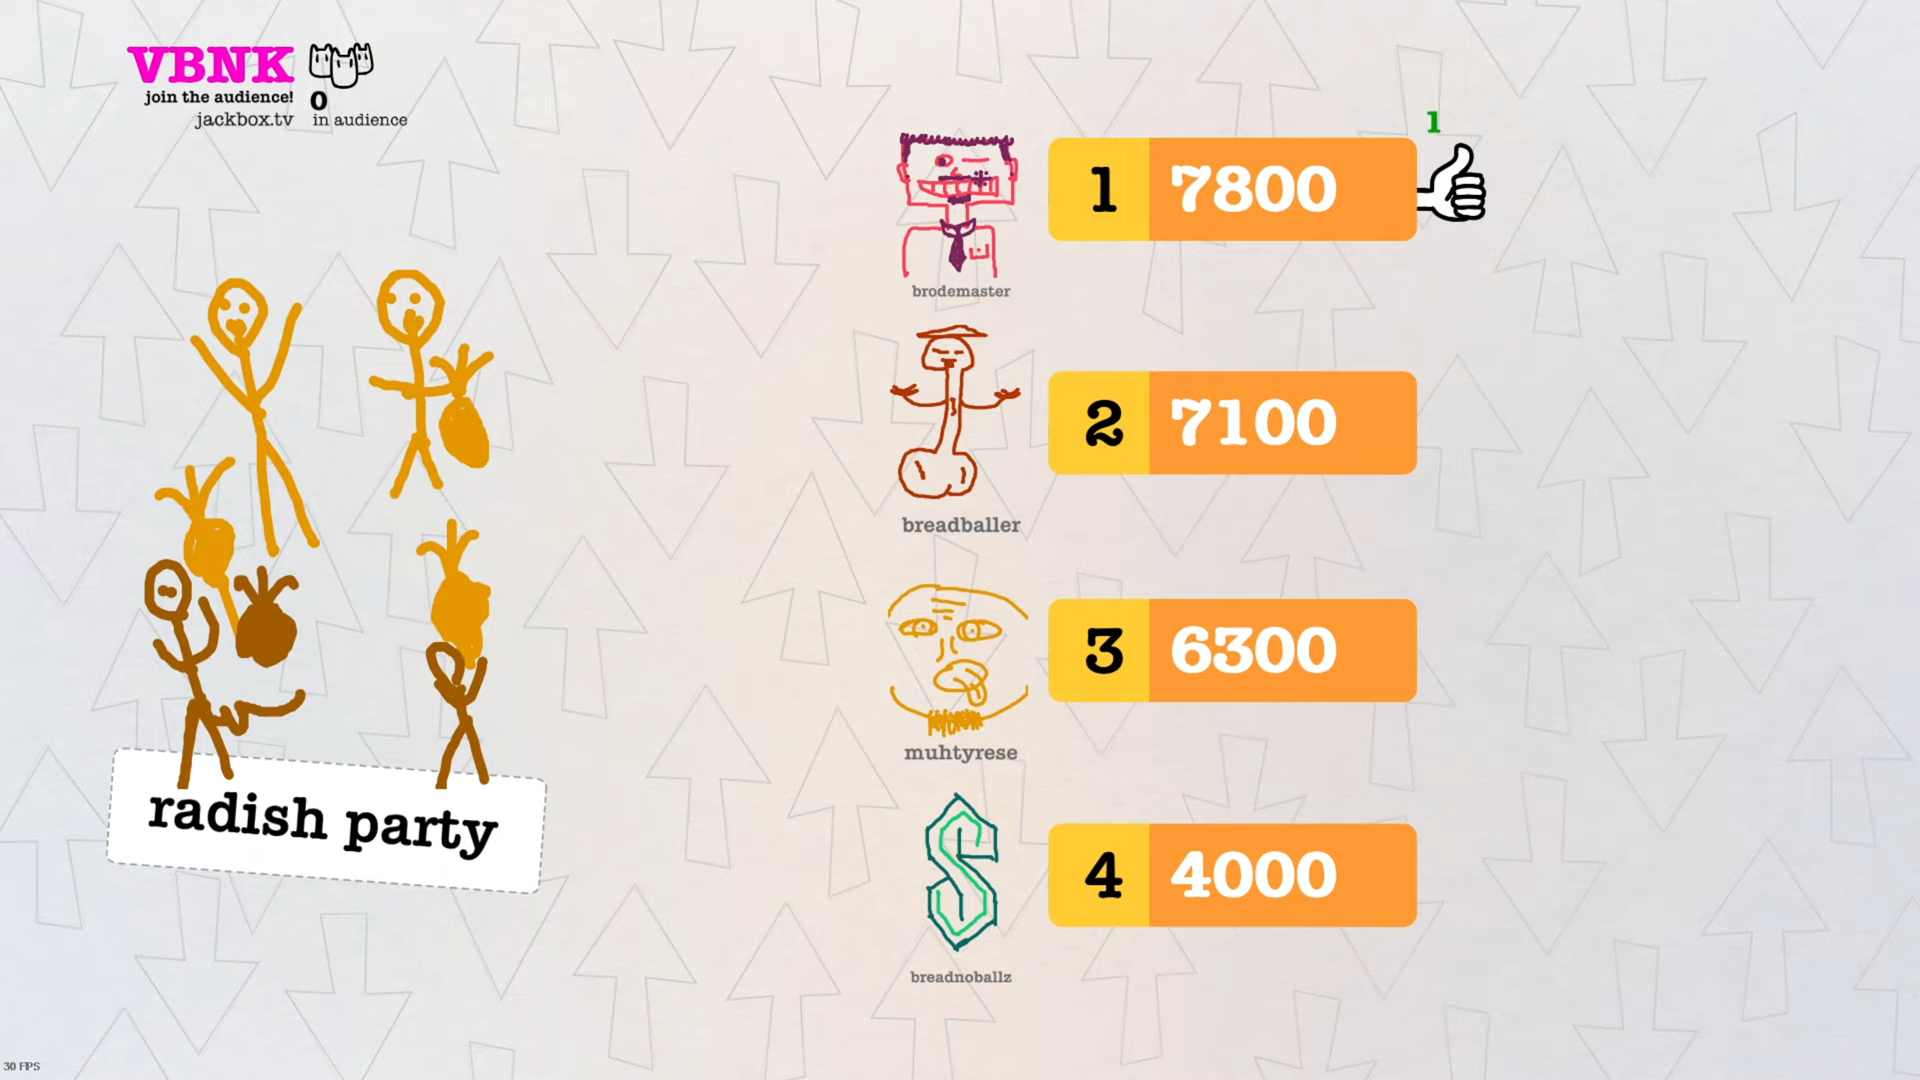 VBNK
join the audience!
jackbox.tv
0
in audience
1
1 7800
brodemaster
2 7100
breadballer
3 6300
muhtyrese
4 4000
breadnoballz
radish party
30 FPS